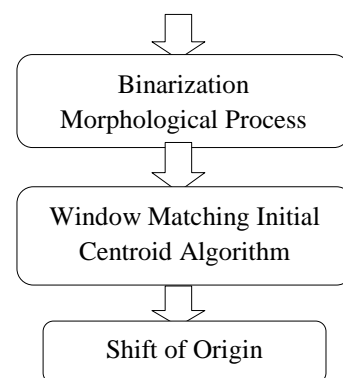 Binarization
Morphological Process
Window Matching Initial
Centroid Algorithm
Shift of Origin